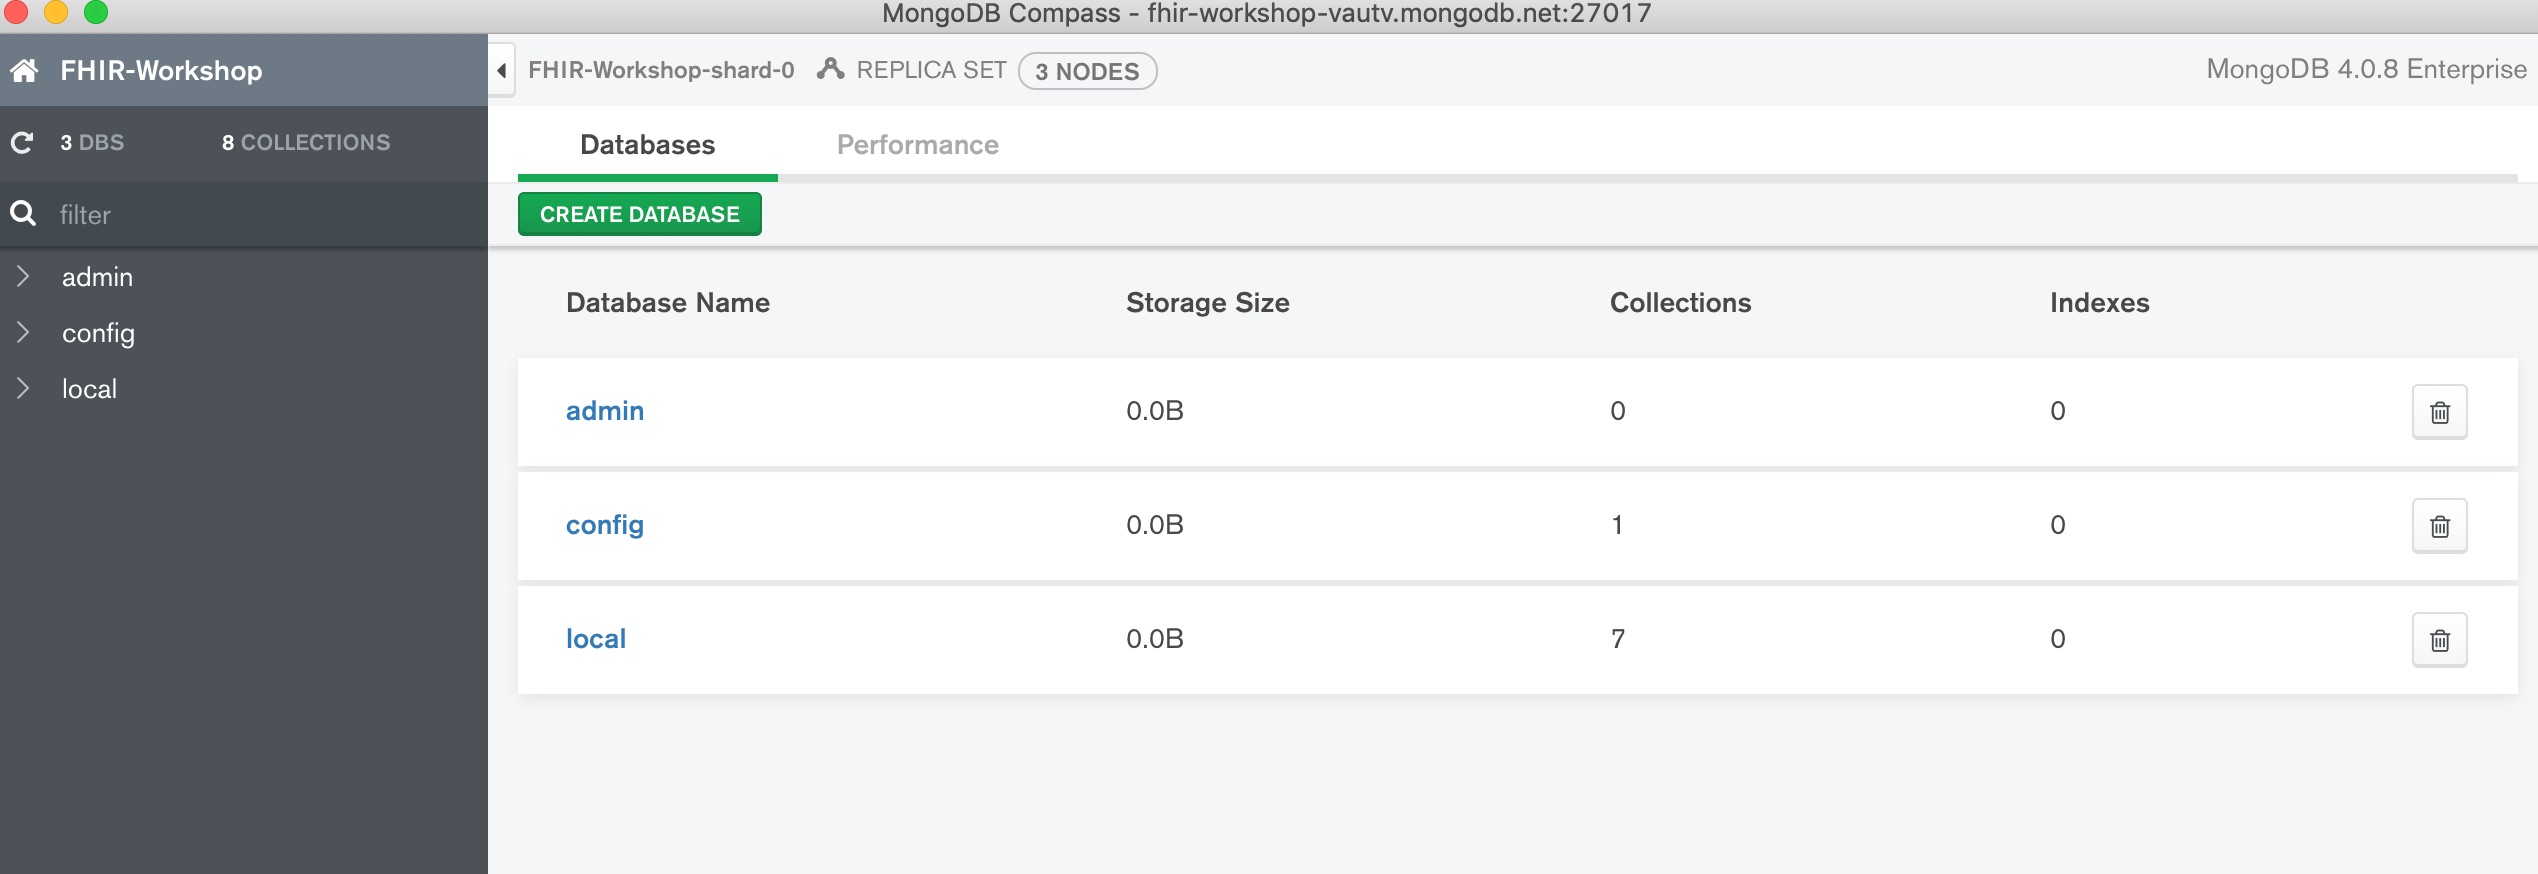 MongoDB Compass - fhir-workshop-vautv.mongodb.net:27017
FHIR-Workshop
FHIR-Workshop-shard-0 REPLICA SET 3 NODES
MongoDB 4.0.8 Enterprise
3 DBS 8 COLLECTIONS
filter
admin
config
local
Databases Performance
CREATE DATABASE
Database Name Storage Size Collections Indexes
admin 0.0B 0 0
config 0.0B 1 0
local 0.0B 7 0